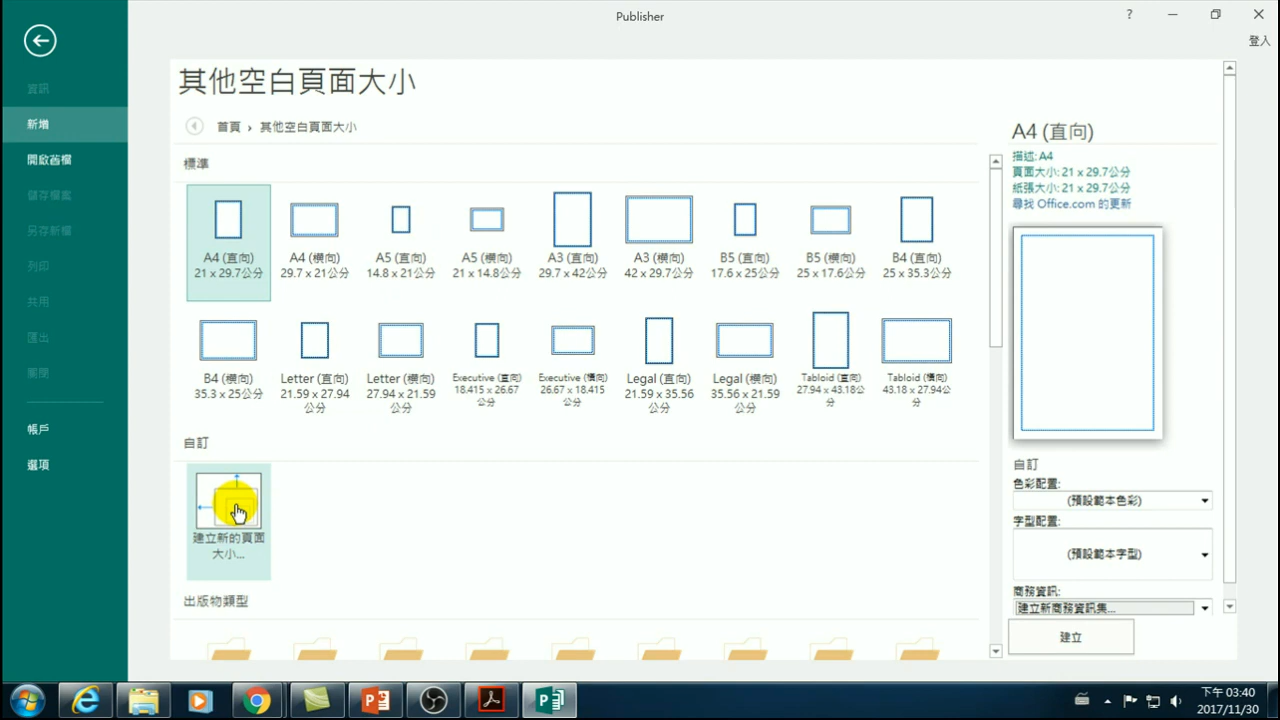 Publisher
?
登入
資訊
新增
開啟舊檔
儲存檔案
另存新檔
列印
共用
匯出
關閉
帳戶
選項
其他空白頁面大小
首頁 › 其他空白頁面大小
標準
A4 (直向)
21 x 29.7公分
A4 (橫向)
29.7 x 21公分
A5 (直向)
14.8 x 21公分
A5 (橫向)
21 x 14.8公分
A3 (直向)
29.7 x 42公分
A3 (橫向)
42 x 29.7公分
B5 (直向)
17.6 x 25公分
B5 (橫向)
25 x 17.6公分
B4 (直向)
25 x 35.3公分
B4 (橫向)
35.3 x 25公分
Letter (直向)
21.59 x 27.94
公分
Letter (橫向)
27.94 x 21.59
公分
Executive (直向)
18.415 x 26.67
公分
Executive (橫向)
26.67 x 18.415
公分
Legal (直向)
21.59 x 35.56
公分
Legal (橫向)
35.56 x 21.59
公分
Tabloid (直向)
27.94 x 43.18公
分
Tabloid (橫向)
43.18 x 27.94公
分
自訂
建立新的頁面
大小...
出版物類型
A4 (直向)
描述: A4
頁面大小: 21 x 29.7公分
紙張大小: 21 x 29.7公分
尋找 Office.com 的更新
自訂
色彩配置:
(預設範本色彩)
字型配置:
(預設範本字型)
商務資訊:
建立新商務資訊集...
建立
下午 03:40
2017/11/30